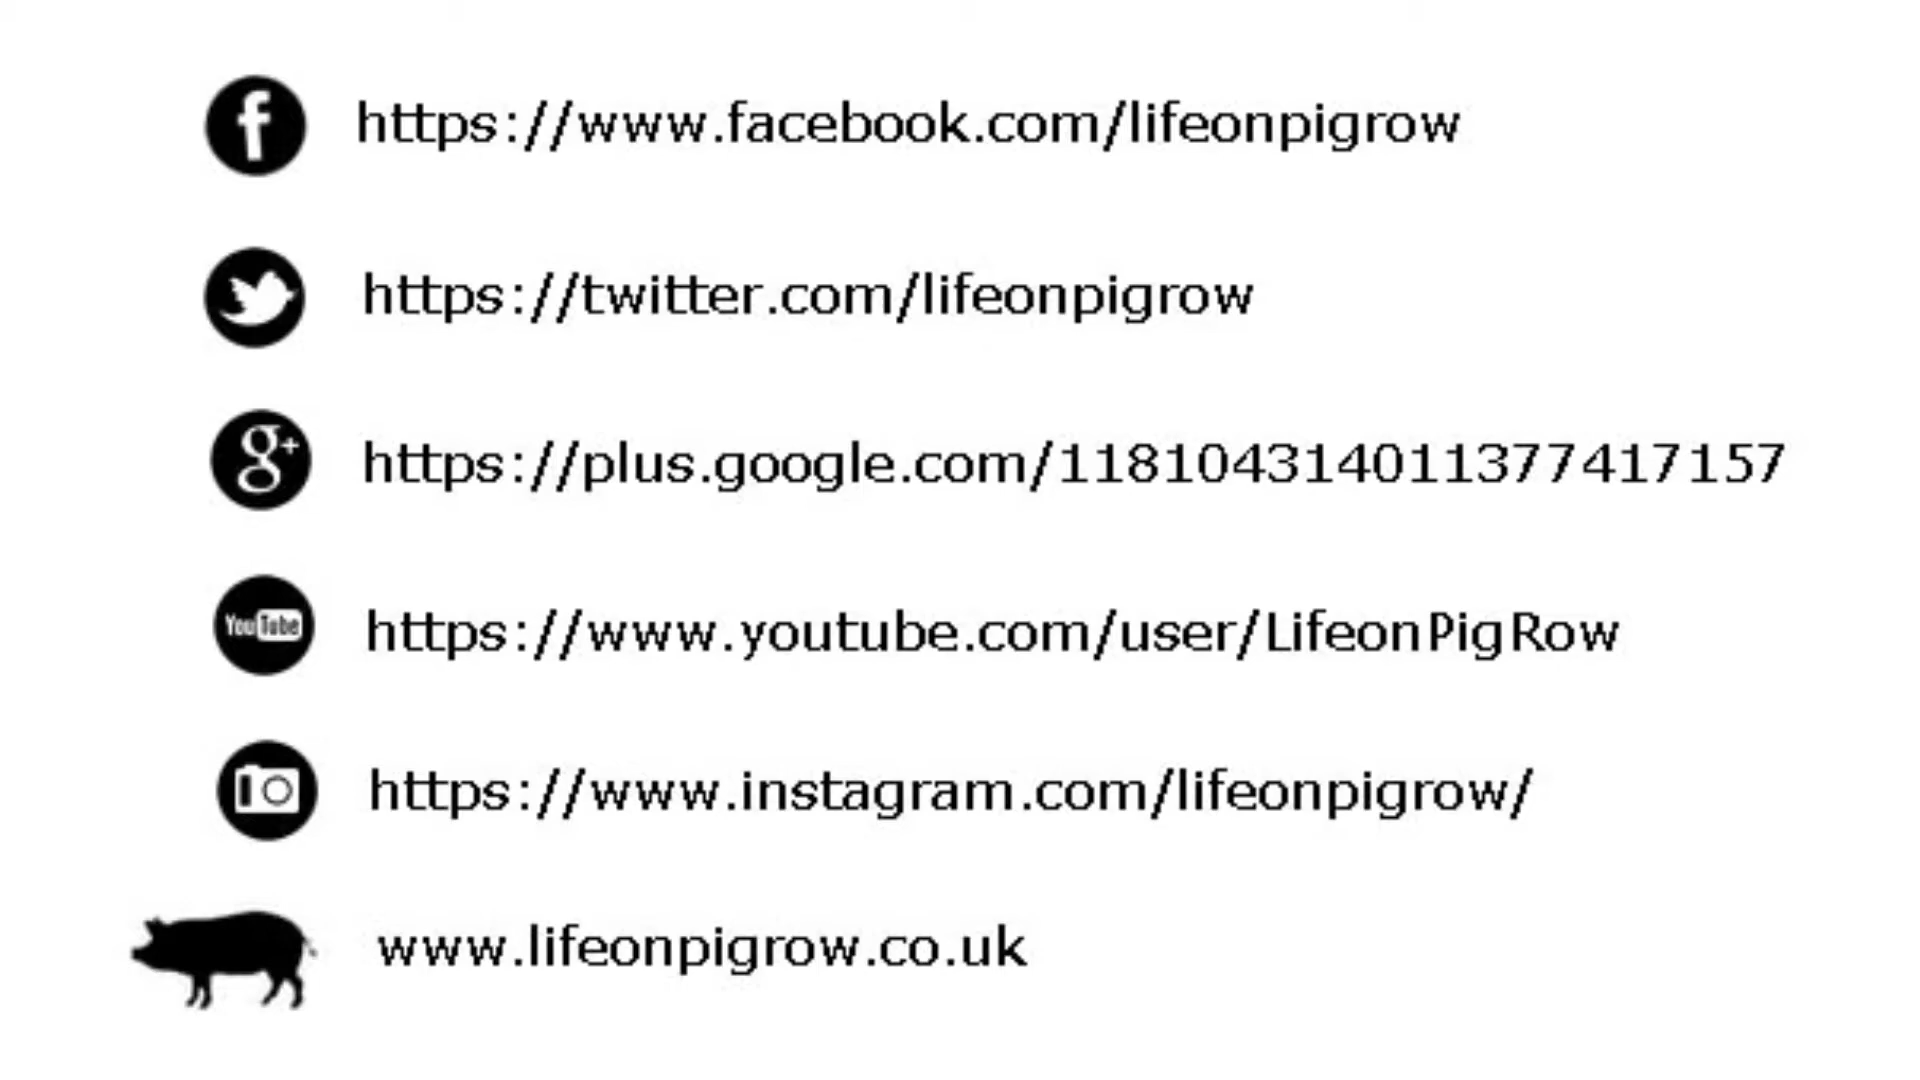 f https://www.facebook.com/lifeonpigrow
https://twitter.com/lifeonpigrow
g+ https://plus.google.com/118104314011377417157
YouTube https://www.youtube.com/user/LifeonPigRow
https://www.instagram.com/lifeonpigrow/
www.lifeonpigrow.co.uk